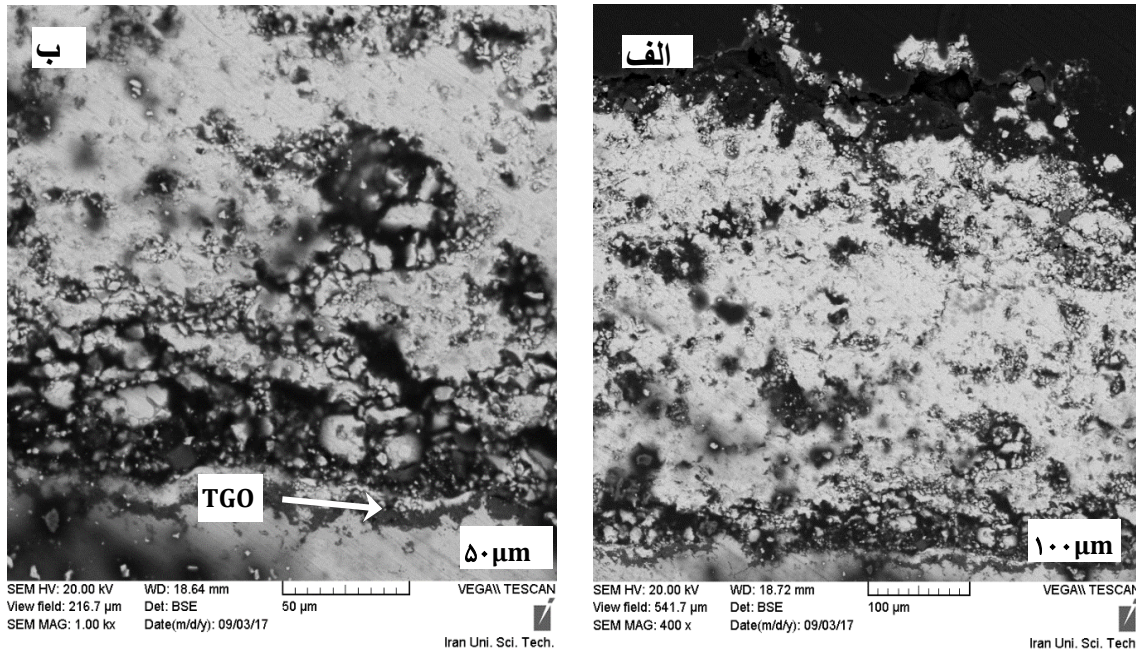 ب
TGO
۵۰μm
SEM HV: 20.00 kV WD: 18.64 mm VEGA\\ TESCAN
View field: 216.7 μm Det: BSE 50 μm
SEM MAG: 1.00 kx Date(m/d/y): 09/03/17
Iran Uni. Sci. Tech.
الف
۱۰۰μm
SEM HV: 20.00 kV WD: 18.72 mm VEGA\\ TESCAN
View field: 541.7 μm Det: BSE 100 μm
SEM MAG: 400 x Date(m/d/y): 09/03/17
Iran Uni. Sci. Tech.